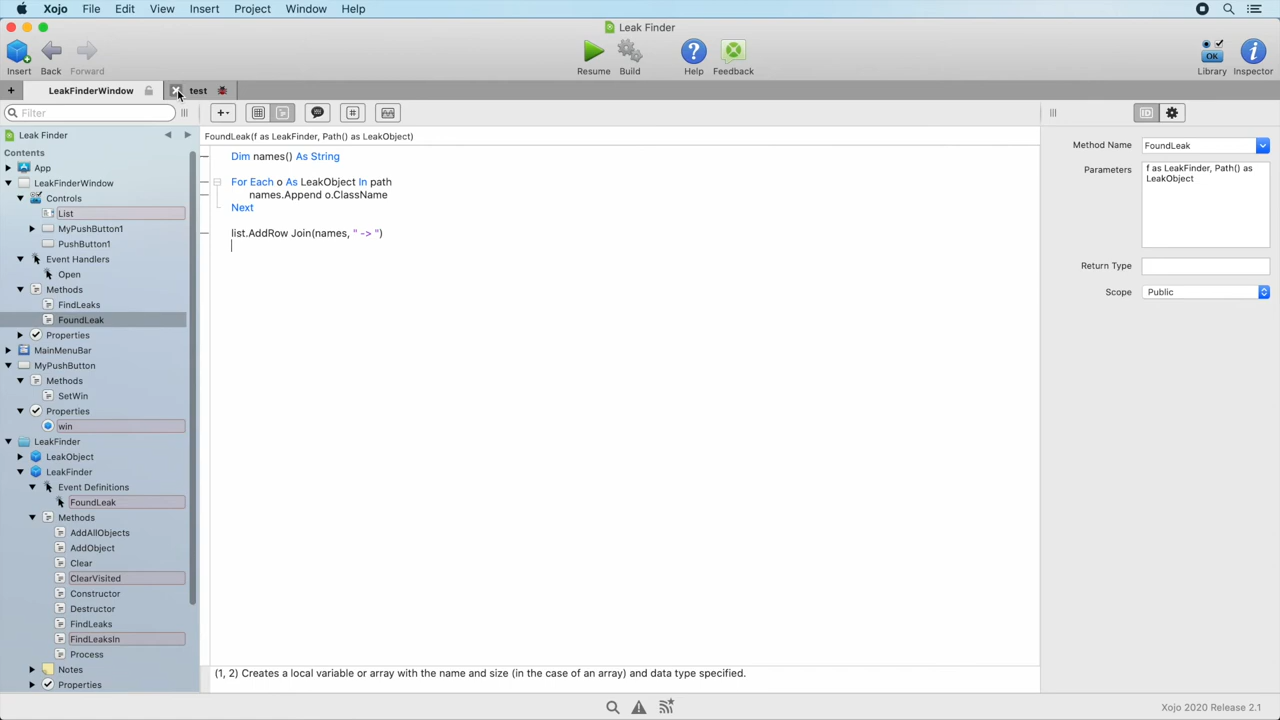 Xojo File Edit View Insert Project Window Help
Leak Finder
Insert Back Forward Resume Build Help Feedback OK Library Inspector
LeakFinderWindow test
Filter
Leak Finder
Contents
App
LeakFinderWindow
Controls
List
MyPushButton1
PushButton1
Event Handlers
Open
Methods
FindLeaks
FoundLeak
Properties
MainMenuBar
MyPushButton
Methods
SetWin
Properties
win
LeakFinder
LeakObject
LeakFinder
Event Definitions
FoundLeak
Methods
AddAllObjects
AddObject
Clear
ClearVisited
Constructor
Destructor
FindLeaks
FindLeaksIn
Process
Notes
Properties
FoundLeak(f as LeakFinder, Path() as LeakObject)
Dim names() As String
For Each o As LeakObject In path
names.Append o.ClassName
Next
list.AddRow Join(names, " -> ")
(1, 2) Creates a local variable or array with the name and size (in the case of an array) and data type specified.
ID
Method Name FoundLeak
Parameters f as LeakFinder, Path() as
LeakObject
Return Type
Scope Public
Xojo 2020 Release 2.1